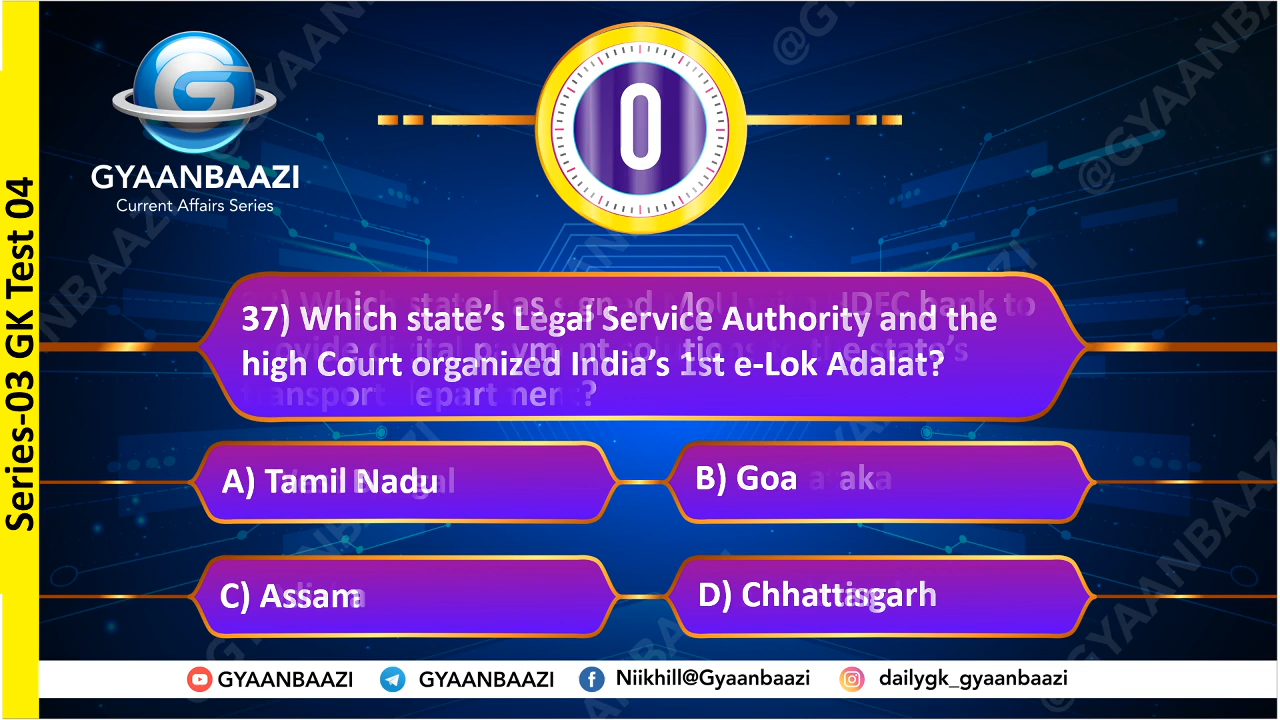 Series-03 GK Test 04
G
GYAANBAAZI
Current Affairs Series
0
37) Which state's Legal Service Authority and the
high Court organized India's 1st e-Lok Adalat?
A) Tamil Nadu
B) Goa
C) Assam
D) Chhattisgarh
GYAANBAAZI GYAANBAAZI Niikhill@Gyaanbaazi dailygk_gyaanbaazi
@GYAANBAAZI